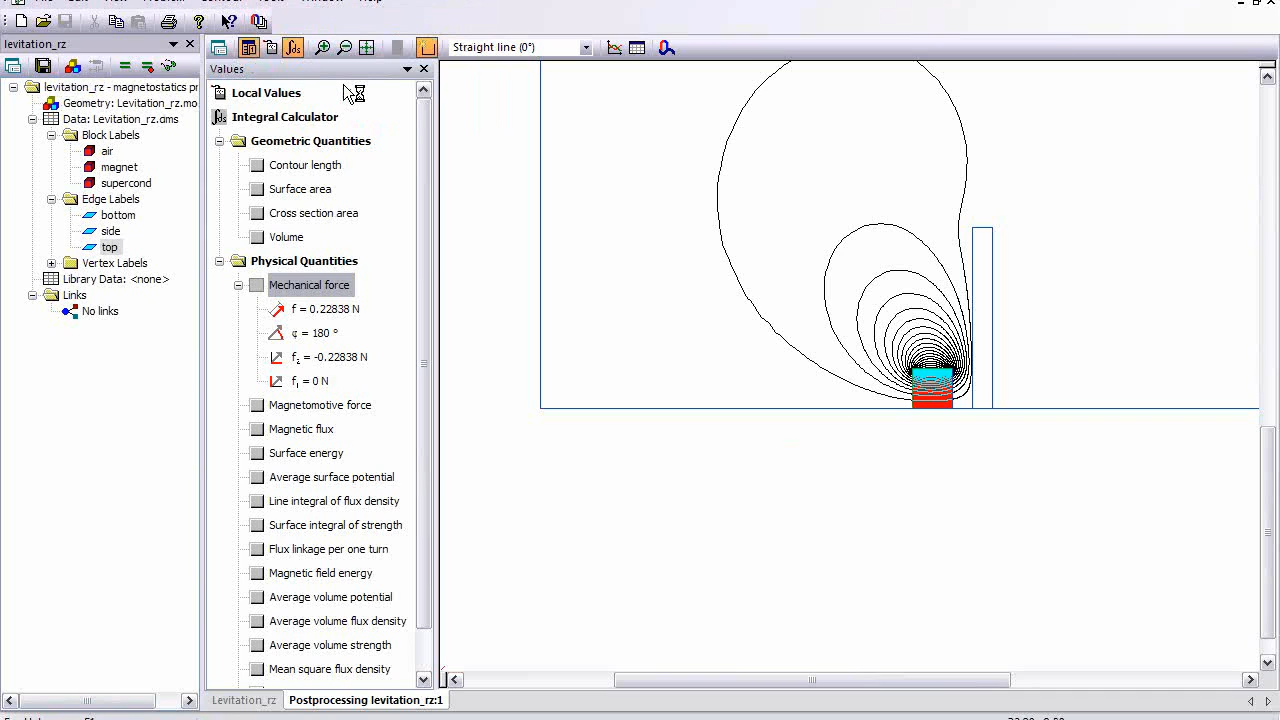 levitation_rz
Straight line (0°)
Values
levitation_rz - magnetostatics pr
Geometry: Levitation_rz.mo
Data: Levitation_rz.dms
Block Labels
air
magnet
supercond
Edge Labels
bottom
side
top
Vertex Labels
Library Data: <none>
Links
No links
Local Values
Integral Calculator
Geometric Quantities
Contour length
Surface area
Cross section area
Volume
Physical Quantities
Mechanical force
f = 0.22838 N
¢ = 180 °
fz = -0.22838 N
fr = 0 N
Magnetomotive force
Magnetic flux
Surface energy
Average surface potential
Line integral of flux density
Surface integral of strength
Flux linkage per one turn
Magnetic field energy
Average volume potential
Average volume flux density
Average volume strength
Mean square flux density
Levitation_rz
Postprocessing levitation_rz:1